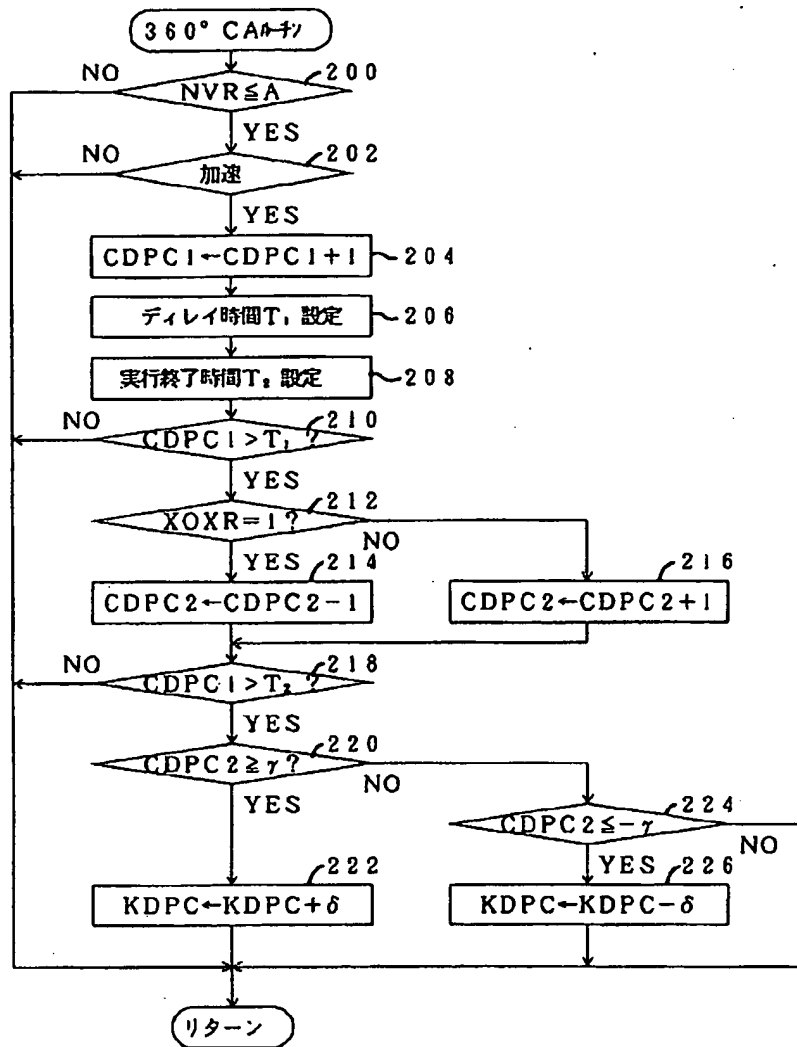 360° CAルーチン
200
NO
NVR≦A
YES
202
NO
加速
YES
CDPC1←CDPC1+1
204
ディレイ時間T₁設定
206
実行終了時間T₂設定
208
210
NO
CDPC1>T₁?
YES
212
XOXR=1?
NO
YES
214
216
CDPC2←CDPC2-1
CDPC2←CDPC2+1
218
NO
CDPC1>T₂?
YES
220
CDPC2≧γ?
NO
YES
224
CDPC2≦-γ
NO
YES
222
226
KDPC←KDPC+δ
KDPC←KDPC-δ
リターン